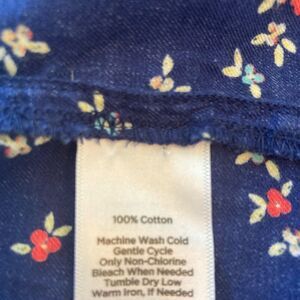 100% Cotton
Machine Wash Cold
Gentle Cycle
Only Non-Chlorine
Bleach When Needed
Tumble Dry Low
Warm Iron, If Needed